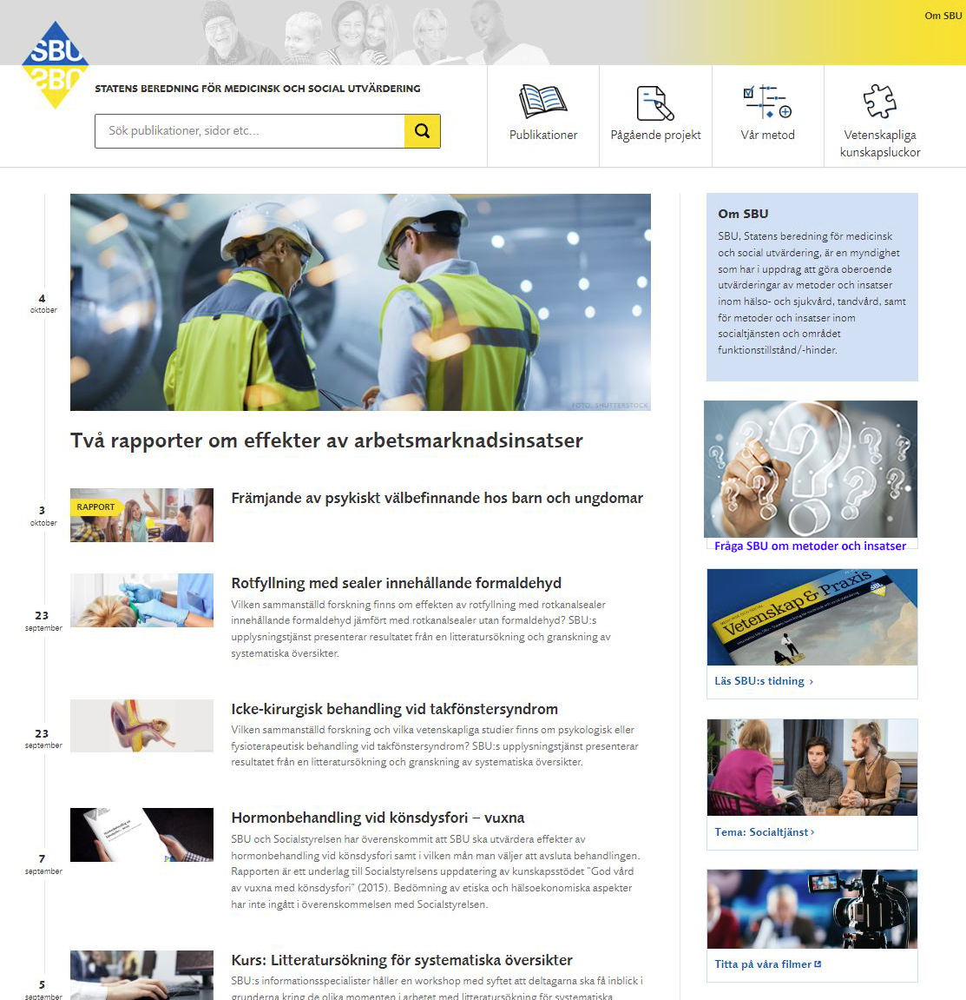 Om SBU
SBU
STATENS BEREDNING FÖR MEDICINSK OCH SOCIAL UTVÄRDERING
Sök publikationer, sidor etc...
Publikationer
Pågående projekt
Vår metod
Vetenskapliga
kunskapsluckor
4
oktober
FOTO: SHUTTERSTOCK
Två rapporter om effekter av arbetsmarknadsinsatser
3
oktober
RAPPORT
Främjande av psykiskt välbefinnande hos barn och ungdomar
23
september
Rotfyllning med sealer innehållande formaldehyd
Vilken sammanställd forskning finns om effekten av rotfyllning med rotkanalsealer
innehållande formaldehyd jämfört med rotkanalsealer utan formaldehyd? SBU:s
upplysningstjänst presenterar resultatet från en litteratursökning och granskning av
systematiska översikter.
23
september
Icke-kirurgisk behandling vid takfönstersyndrom
Vilken sammanställd forskning och vilka vetenskapliga studier finns om psykologisk eller
fysioterapeutisk behandling vid takfönstersyndrom? SBU:s upplysningstjänst presenterar
resultatet från en litteratursökning och granskning av systematiska översikter.
7
september
Hormonbehandling vid könsdysfori – vuxna
SBU och Socialstyrelsen har överenskommit att SBU ska utvärdera effekter av
hormonbehandling vid könsdysfori samt i vilken mån man väljer att avsluta behandlingen.
Rapporten är ett underlag till Socialstyrelsens uppdatering av kunskapsstödet "God vård
av vuxna med könsdysfori" (2015). Bedömning av etiska och hälsoekonomiska aspekter
har inte ingått i överenskommelsen med Socialstyrelsen.
5
september
Kurs: Litteratursökning för systematiska översikter
SBU:s informationsspecialister håller en workshop med syftet att deltagarna ska få inblick i
grunderna kring de olika momenten i arbetet med litteratursökning för systematiska
Om SBU
SBU, Statens beredning för medicinsk
och social utvärdering, är en myndighet
som har i uppdrag att göra oberoende
utvärderingar av metoder och insatser
inom hälso- och sjukvård, tandvård, samt
för metoder och insatser inom
socialtjänsten och området
funktionstillstånd/-hinder.
Fråga SBU om metoder och insatser
Vetenskap & Praxis
Läs SBU:s tidning ›
Tema: Socialtjänst ›
Titta på våra filmer